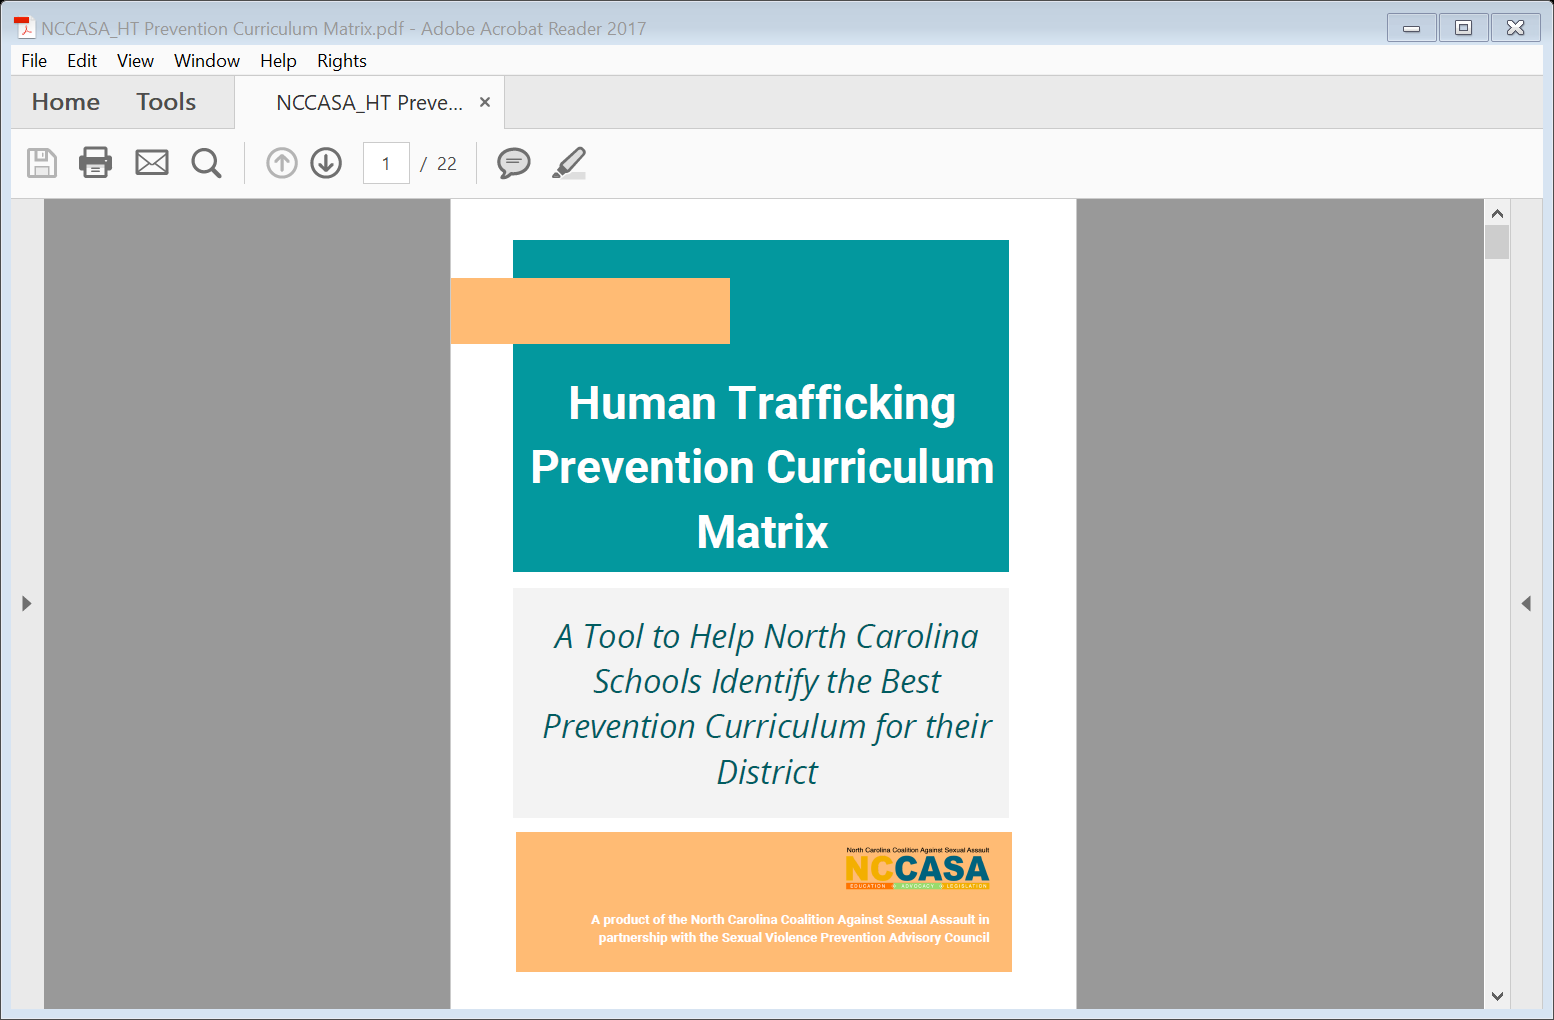 NCCASA_HT Prevention Curriculum Matrix.pdf - Adobe Acrobat Reader 2017
File Edit View Window Help Rights
Home Tools NCCASA_HT Preve... ×
1 / 22
Human Trafficking
Prevention Curriculum
Matrix
A Tool to Help North Carolina
Schools Identify the Best
Prevention Curriculum for their
District
North Carolina Coalition Against Sexual Assault
NCCASA
EDUCATION • ADVOCACY • LEGISLATION
A product of the North Carolina Coalition Against Sexual Assault in
partnership with the Sexual Violence Prevention Advisory Council